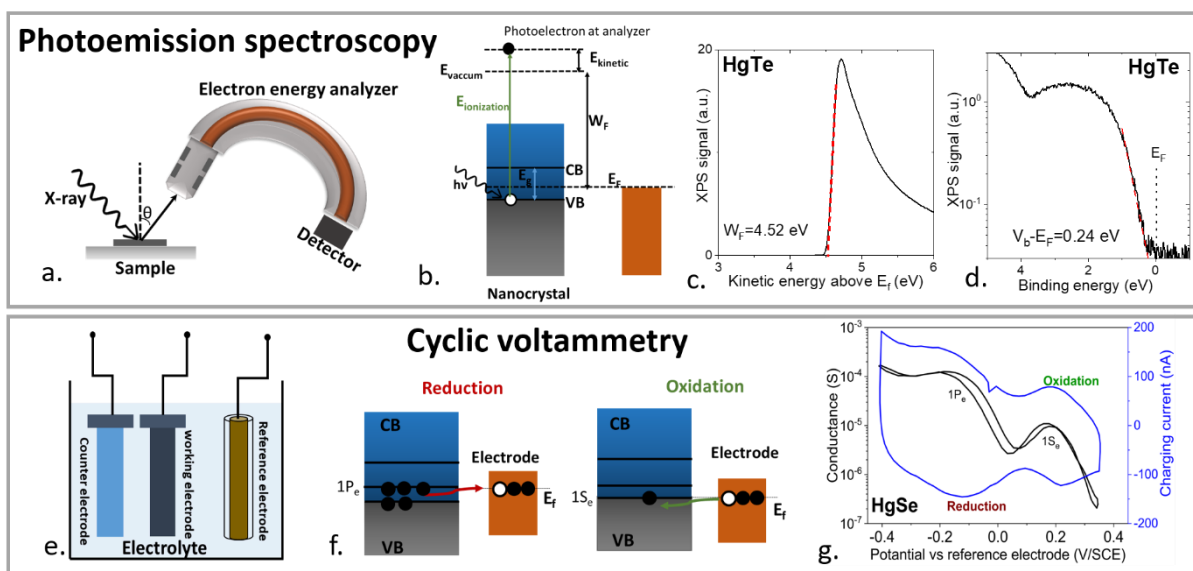 Photoemission spectroscopy
Electron energy analyzer
X-ray
θ
Sample
Detector
a.
b.
Photoelectron at analyzer
E_kinetic
E_vaccum
E_ionization
W_F
CB
E_g
hν
E_F
VB
Nanocrystal
20
HgTe
XPS signal (a.u.)
W_F=4.52 eV
0
3 4 5 6
Kinetic energy above E_f (eV)
c.
HgTe
XPS signal (a.u.)
10^0
E_F
10^-1
V_b-E_F=0.24 eV
4 2 0
Binding energy (eV)
d.
Cyclic voltammetry
Counter electrode
working electrode
Reference electrode
Electrolyte
e.
Reduction
CB
Electrode
1P_e
E_f
VB
f.
Oxidation
CB
Electrode
1S_e
E_f
VB
10^-3
10^-4
10^-5
10^-6
10^-7
Conductance (S)
Oxidation
1P_e
1S_e
HgSe
Reduction
200
100
0
-100
-200
Charging current (nA)
-0.4 -0.2 0.0 0.2 0.4
Potential vs reference electrode (V/SCE)
g.